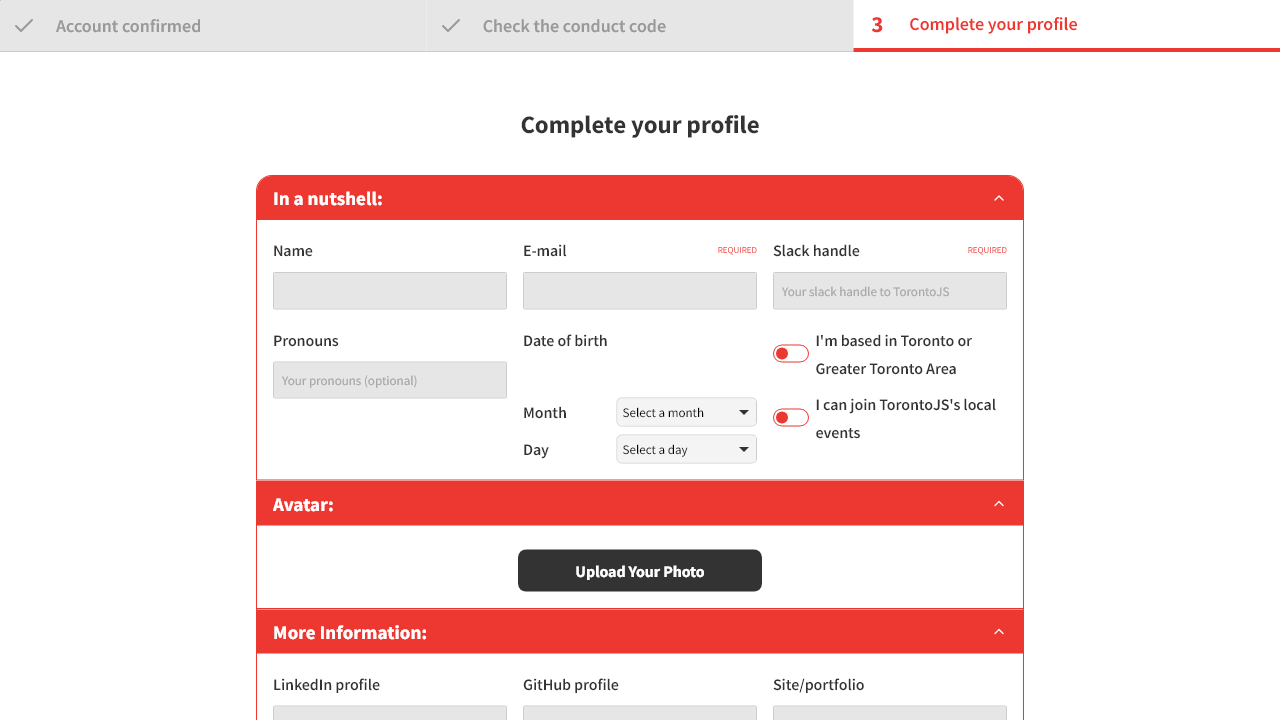 Account confirmed
Check the conduct code
3 Complete your profile
Complete your profile
In a nutshell:
Name
E-mail REQUIRED
Slack handle REQUIRED
Your slack handle to TorontoJS
Pronouns
Your pronouns (optional)
Date of birth
Month Select a month
Day Select a day
I'm based in Toronto or
Greater Toronto Area
I can join TorontoJS's local
events
Avatar:
Upload Your Photo
More Information:
LinkedIn profile
GitHub profile
Site/portfolio